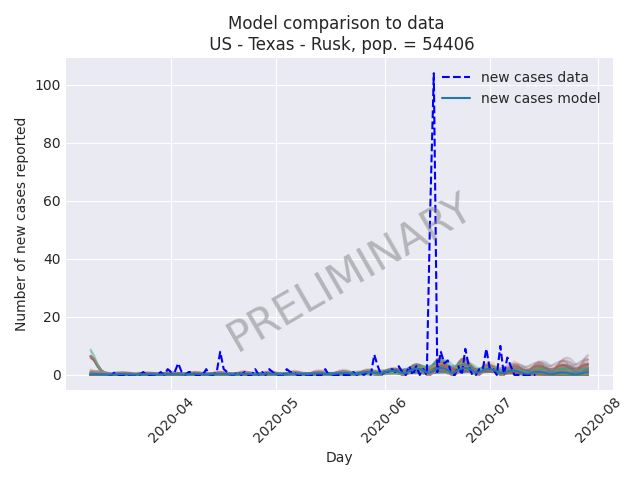 Model comparison to data
US - Texas - Rusk, pop. = 54406
new cases data
new cases model
Number of new cases reported
100
80
60
40
20
0
PRELIMINARY
2020-04
2020-05
2020-06
2020-07
2020-08
Day